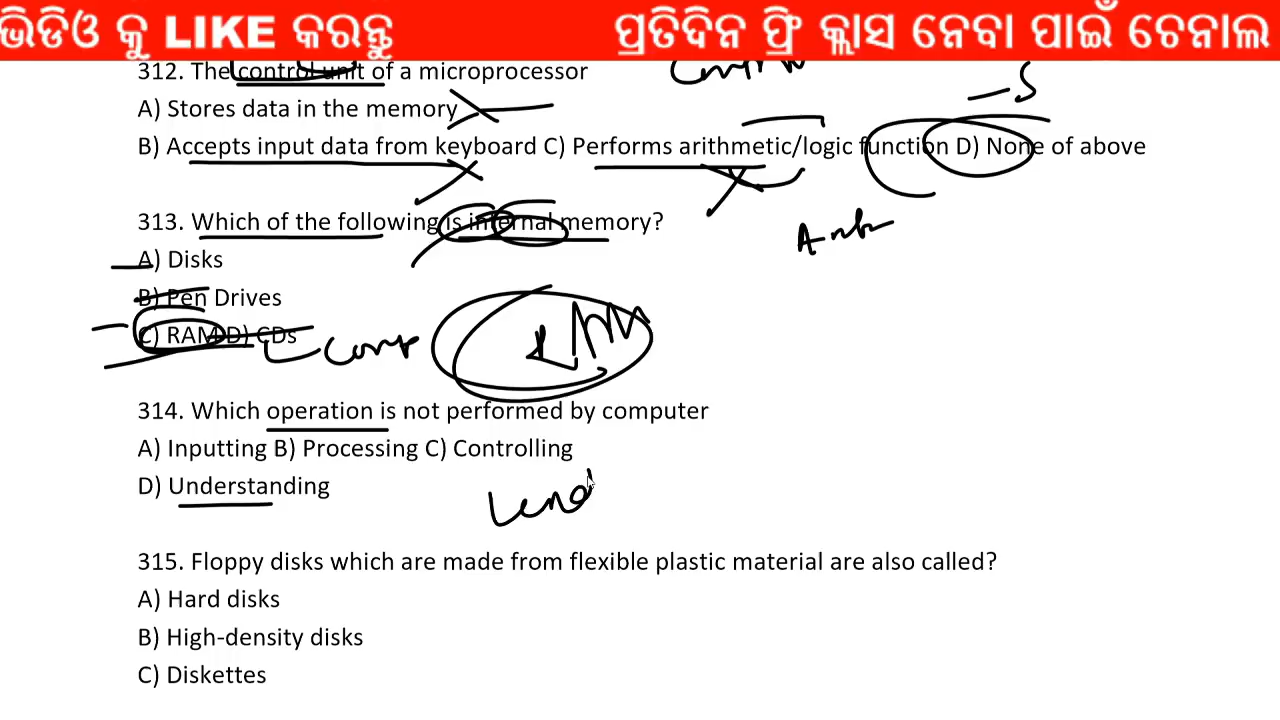 ଭିଡିଓ କୁ LIKE କରନ୍ତୁ ପ୍ରତିଦିନ ଫ୍ରି କ୍ଲାସ ନେବା ପାଇଁ ଚେନାଲ
312. The control unit of a microprocessor
A) Stores data in the memory
B) Accepts input data from keyboard C) Performs arithmetic/logic function D) None of above
313. Which of the following is internal memory?
A) Disks
B) Pen Drives
C) RAM D) CDs
314. Which operation is not performed by computer
A) Inputting B) Processing C) Controlling
D) Understanding
315. Floppy disks which are made from flexible plastic material are also called?
A) Hard disks
B) High-density disks
C) Diskettes